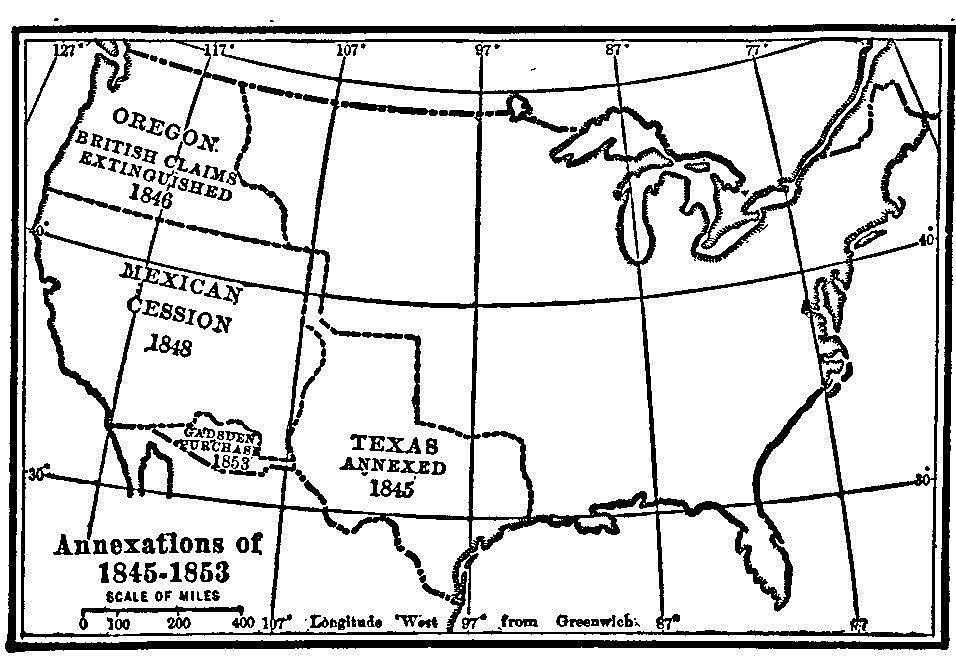 127° 117° 107° 97° 87° 77°
OREGON.
BRITISH CLAIMS
EXTINGUISHED
1846
40° 40°
MEXICAN
CESSION
1848
GADSDEN
PURCHASE
1853
TEXAS
ANNEXED
1845
30° 30°
Annexations of
1845-1853
SCALE OF MILES
0 100 200 400
107° Longitude West 97° from Greenwich. 87° 77